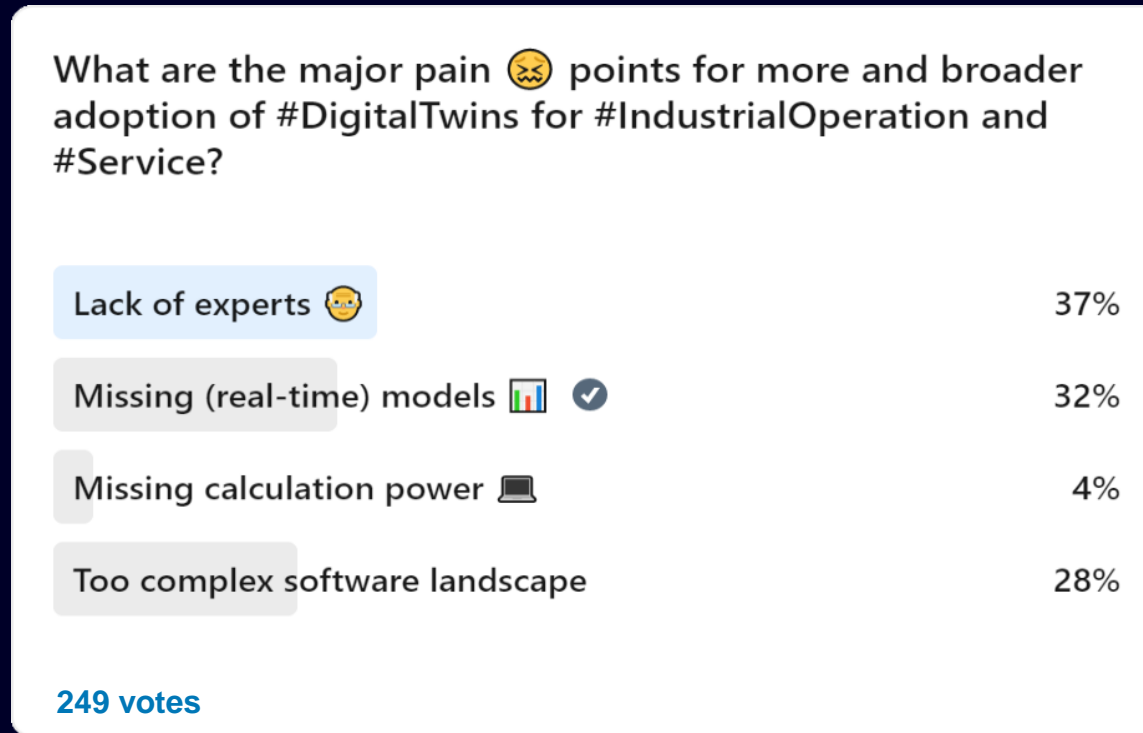 What are the major pain 😖 points for more and broader
adoption of #DigitalTwins for #IndustrialOperation and
#Service?
Lack of experts 👴 37%
Missing (real-time) models 📊 32%
Missing calculation power 💻 4%
Too complex software landscape 28%
249 votes